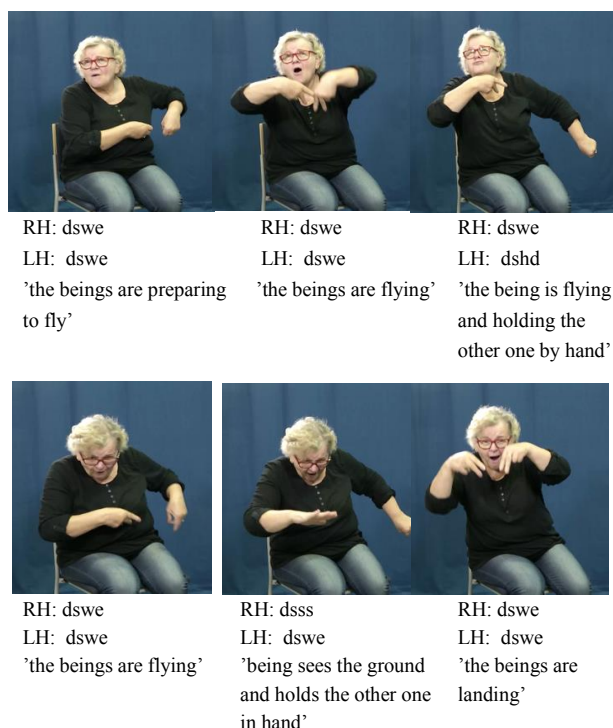 RH: dswe
LH: dswe
’the beings are preparing
to fly’
RH: dswe
LH: dswe
’the beings are flying’
RH: dswe
LH: dshd
’the being is flying
and holding the
other one by hand’
RH: dswe
LH: dswe
’the beings are flying’
RH: dsss
LH: dswe
’being sees the ground
and holds the other one
in hand’
RH: dswe
LH: dswe
’the beings are
landing’